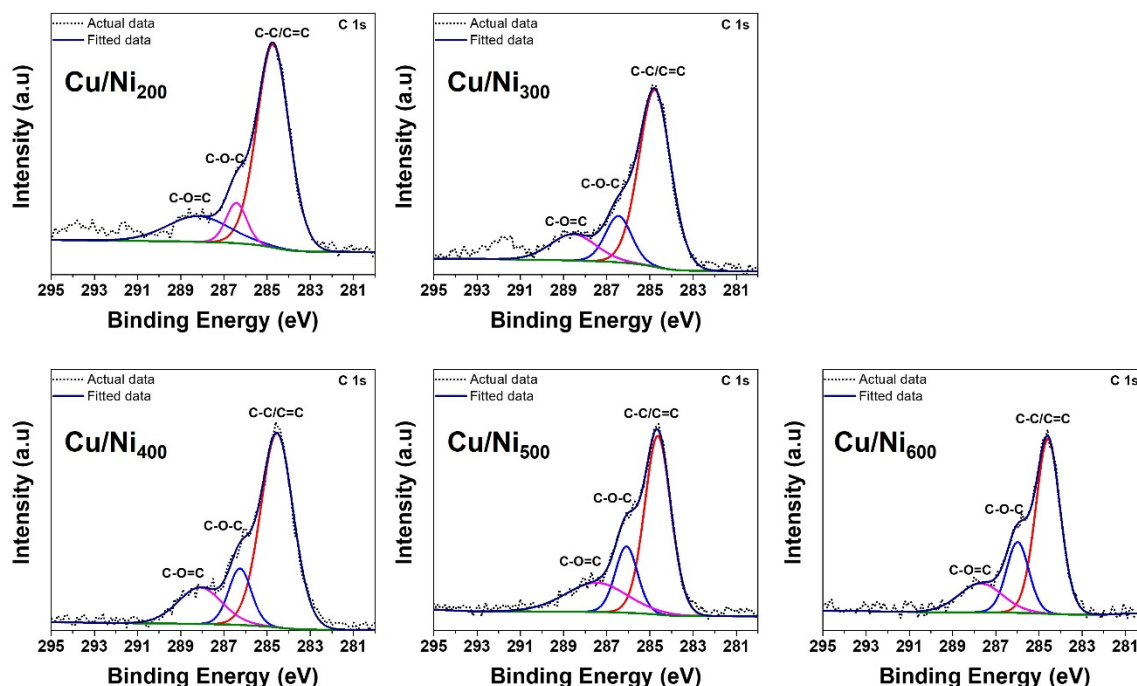 Actual data
Fitted data
C 1s
C-C/C=C
Cu/Ni200
C-O-C
C-O=C
Intensity (a.u)
295 293 291 289 287 285 283 281
Binding Energy (eV)
Actual data
Fitted data
C 1s
C-C/C=C
Cu/Ni300
C-O-C
C-O=C
Intensity (a.u)
295 293 291 289 287 285 283 281
Binding Energy (eV)
Actual data
Fitted data
C 1s
C-C/C=C
Cu/Ni400
C-O-C
C-O=C
Intensity (a.u)
295 293 291 289 287 285 283 281
Binding Energy (eV)
Actual data
Fitted data
C 1s
C-C/C=C
Cu/Ni500
C-O-C
C-O=C
Intensity (a.u)
295 293 291 289 287 285 283 281
Binding Energy (eV)
Actual data
Fitted data
C 1s
C-C/C=C
Cu/Ni600
C-O-C
C-O=C
Intensity (a.u)
295 293 291 289 287 285 283 281
Binding Energy (eV)